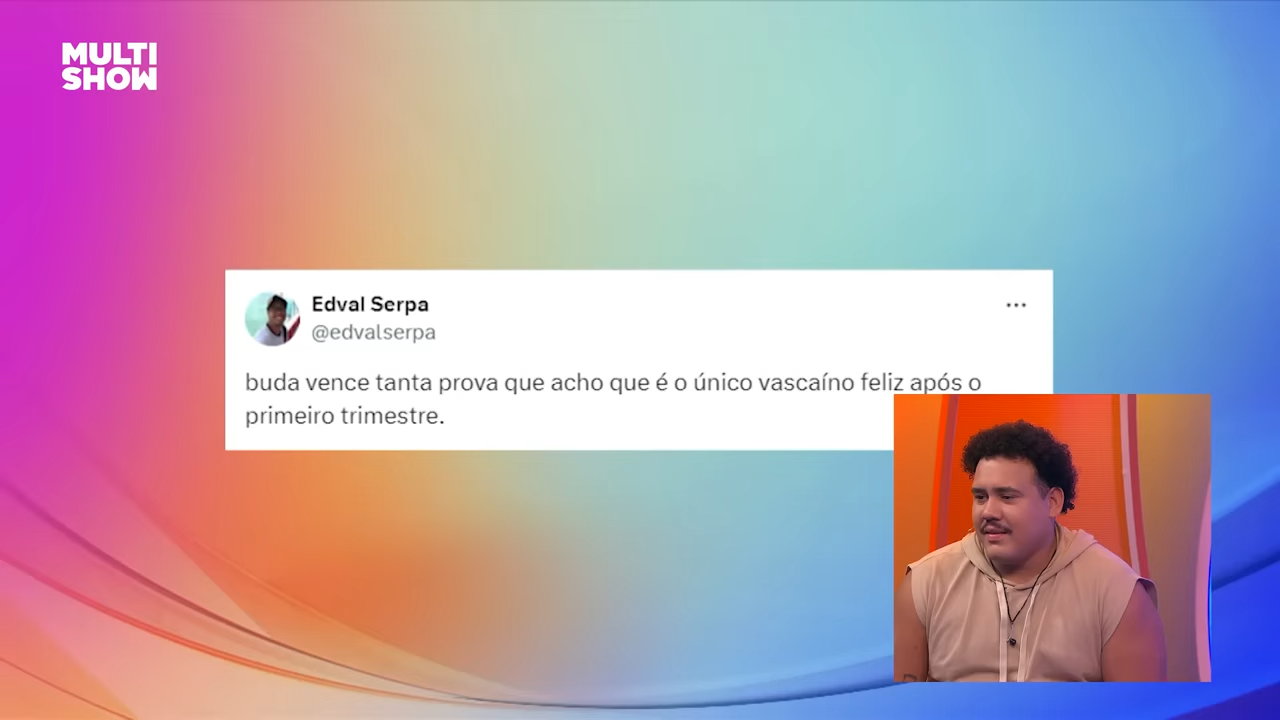 MULTI
SHOW
Edval Serpa
@edvalserpa
buda vence tanta prova que acho que é o único vascaíno feliz após o
primeiro trimestre.